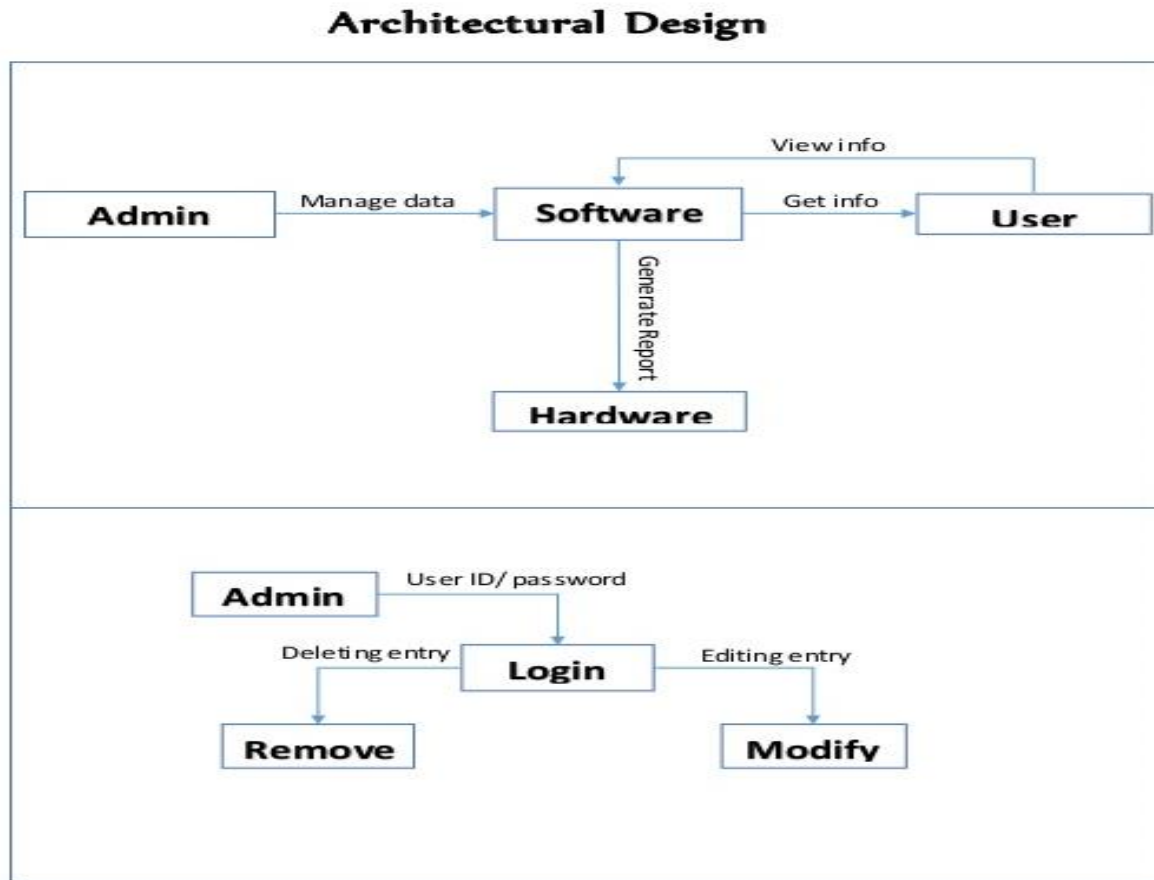 Architectural Design
View info
Admin
Manage data
Software
Get info
User
Generate Report
Hardware
Admin
User ID/ password
Deleting entry
Login
Editing entry
Remove
Modify